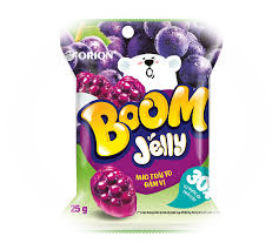 ORION
BOOM
Jelly
NHO TRÁI TO
ĐẬM VỊ
30%
25 g